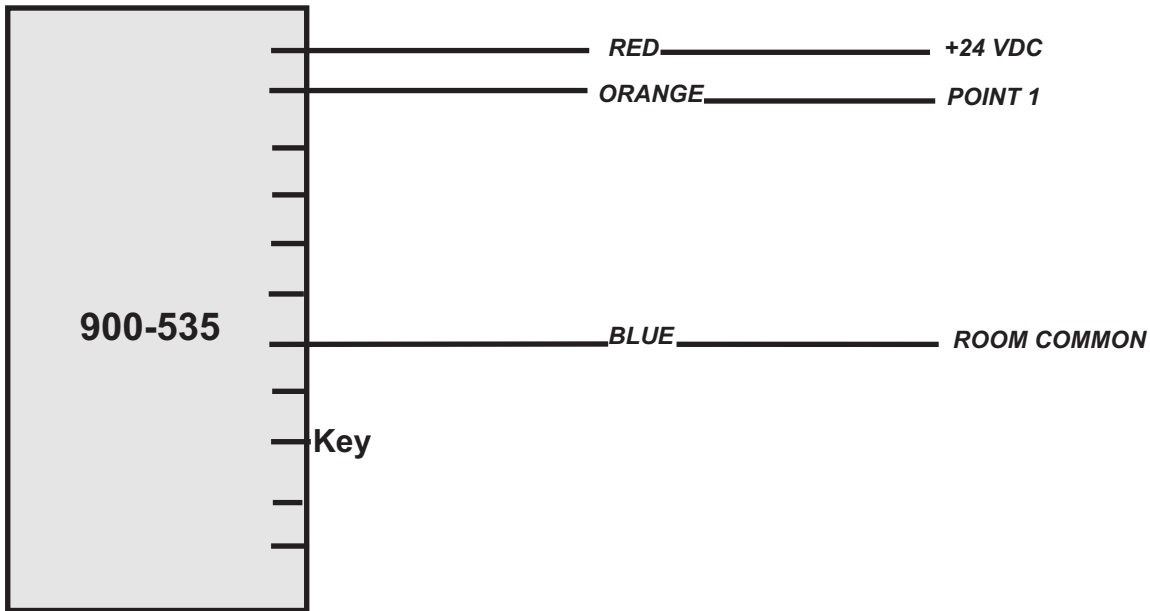 RED +24 VDC
ORANGE POINT 1
900-535
BLUE ROOM COMMON
Key